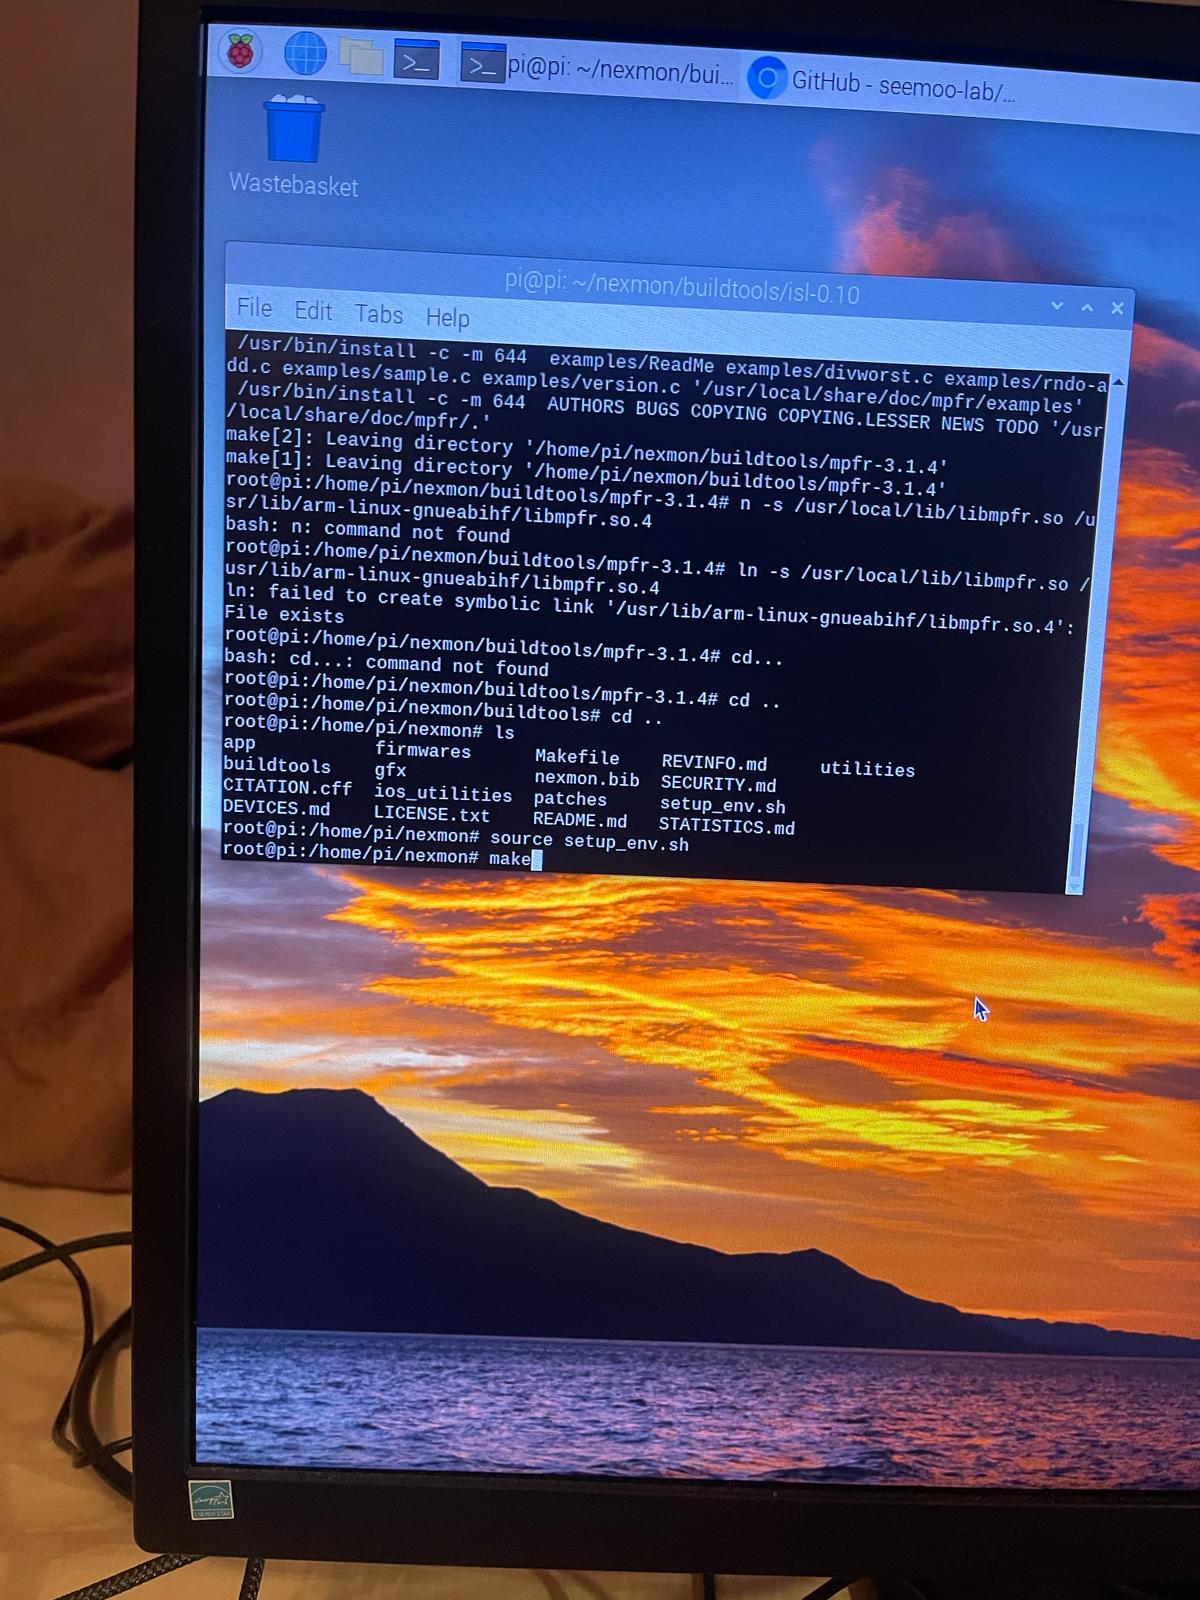 pi@pi: ~/nexmon/bui...
GitHub - seemoo-lab/...
Wastebasket
pi@pi: ~/nexmon/buildtools/isl-0.10
File Edit Tabs Help
/usr/bin/install -c -m 644  examples/ReadMe examples/divworst.c examples/rndo-a
dd.c examples/sample.c examples/version.c '/usr/local/share/doc/mpfr/examples'
/usr/bin/install -c -m 644  AUTHORS BUGS COPYING COPYING.LESSER NEWS TODO '/usr
/local/share/doc/mpfr/.'
make[2]: Leaving directory '/home/pi/nexmon/buildtools/mpfr-3.1.4'
make[1]: Leaving directory '/home/pi/nexmon/buildtools/mpfr-3.1.4'
root@pi:/home/pi/nexmon/buildtools/mpfr-3.1.4# n -s /usr/local/lib/libmpfr.so /u
sr/lib/arm-linux-gnueabihf/libmpfr.so.4
bash: n: command not found
root@pi:/home/pi/nexmon/buildtools/mpfr-3.1.4# ln -s /usr/local/lib/libmpfr.so /
usr/lib/arm-linux-gnueabihf/libmpfr.so.4
ln: failed to create symbolic link '/usr/lib/arm-linux-gnueabihf/libmpfr.so.4':
File exists
root@pi:/home/pi/nexmon/buildtools/mpfr-3.1.4# cd...
bash: cd...: command not found
root@pi:/home/pi/nexmon/buildtools/mpfr-3.1.4# cd ..
root@pi:/home/pi/nexmon/buildtools# cd ..
root@pi:/home/pi/nexmon# ls
app firmwares Makefile REVINFO.md utilities
buildtools gfx nexmon.bib SECURITY.md
CITATION.cff ios_utilities patches setup_env.sh
DEVICES.md LICENSE.txt README.md STATISTICS.md
root@pi:/home/pi/nexmon# source setup_env.sh
root@pi:/home/pi/nexmon# make
energy
ENERGY STAR